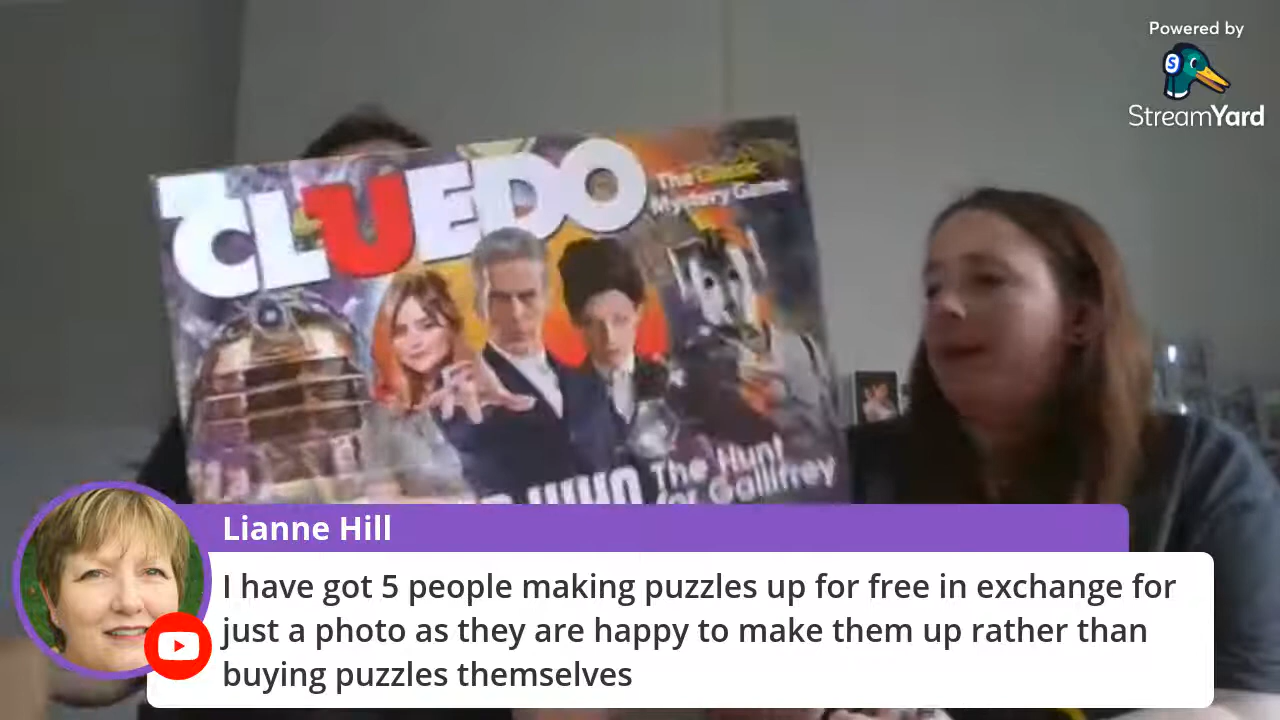 Powered by
StreamYard
CLUEDO
The Classic
Mystery Game
WHO
The Hunt
for Gallifrey
Lianne Hill
I have got 5 people making puzzles up for free in exchange for
just a photo as they are happy to make them up rather than
buying puzzles themselves